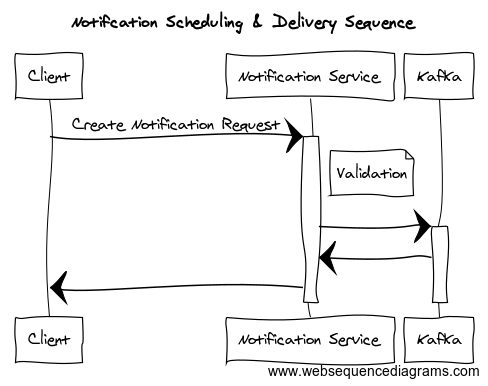 Notifcation Scheduling & Delivery Sequence
Client
Notification Service
Kafka
Create Notification Request
Validation
Client
Notification Service
Kafka
www.websequencediagrams.com